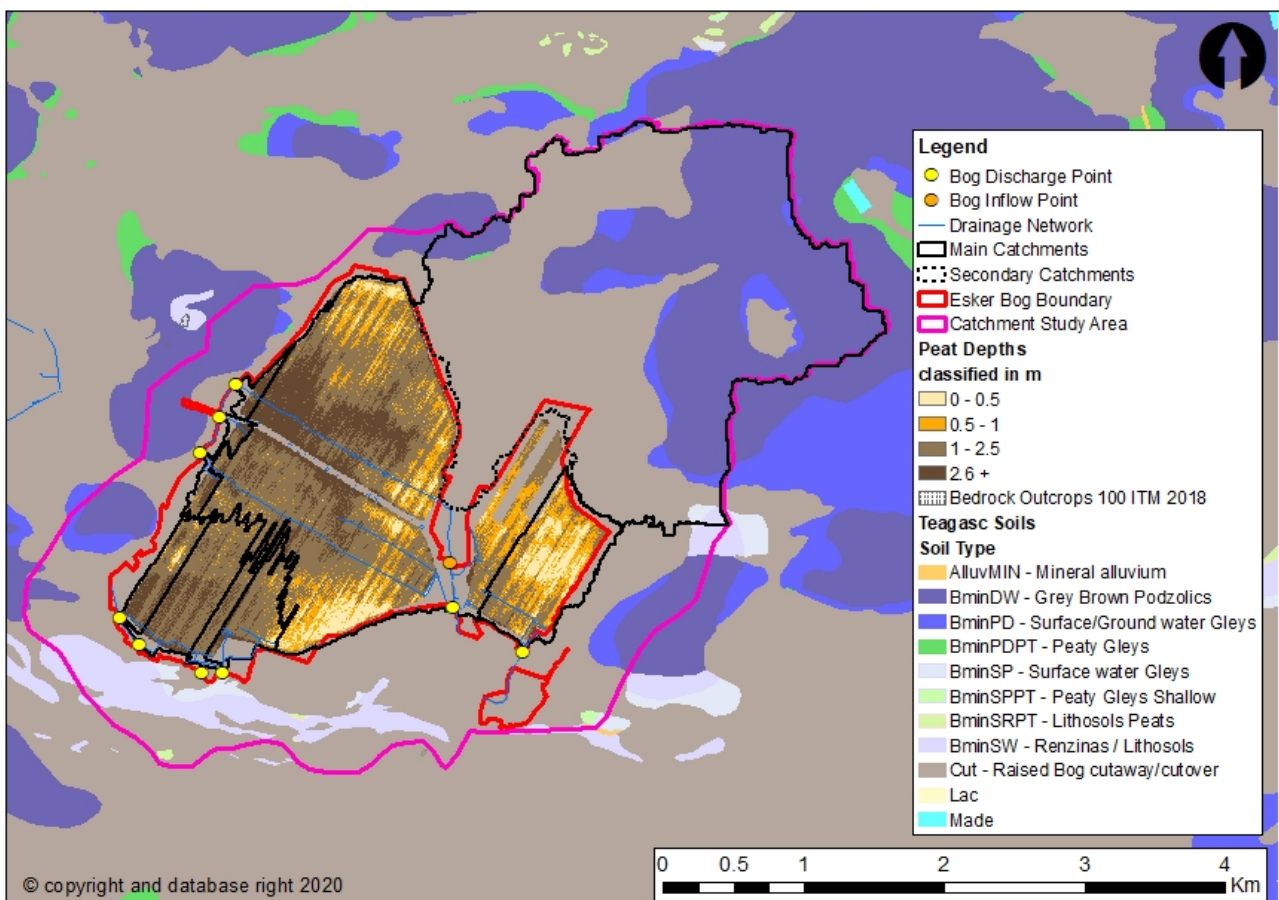 Legend
Bog Discharge Point
Bog Inflow Point
Drainage Network
Main Catchments
Secondary Catchments
Esker Bog Boundary
Catchment Study Area
Peat Depths
classified in m
0 - 0.5
0.5 - 1
1 - 2.5
2.6 +
Bedrock Outcrops 100 ITM 2018
Teagasc Soils
Soil Type
AlluvMIN - Mineral alluvium
BminDW - Grey Brown Podzolics
BminPD - Surface/Ground water Gleys
BminPDPT - Peaty Gleys
BminSP - Surface water Gleys
BminSPPT - Peaty Gleys Shallow
BminSRPT - Lithosols Peats
BminSW - Renzinas / Lithosols
Cut - Raised Bog cutaway/cutover
Lac
Made
0 0.5 1 2 3 4
Km
© copyright and database right 2020